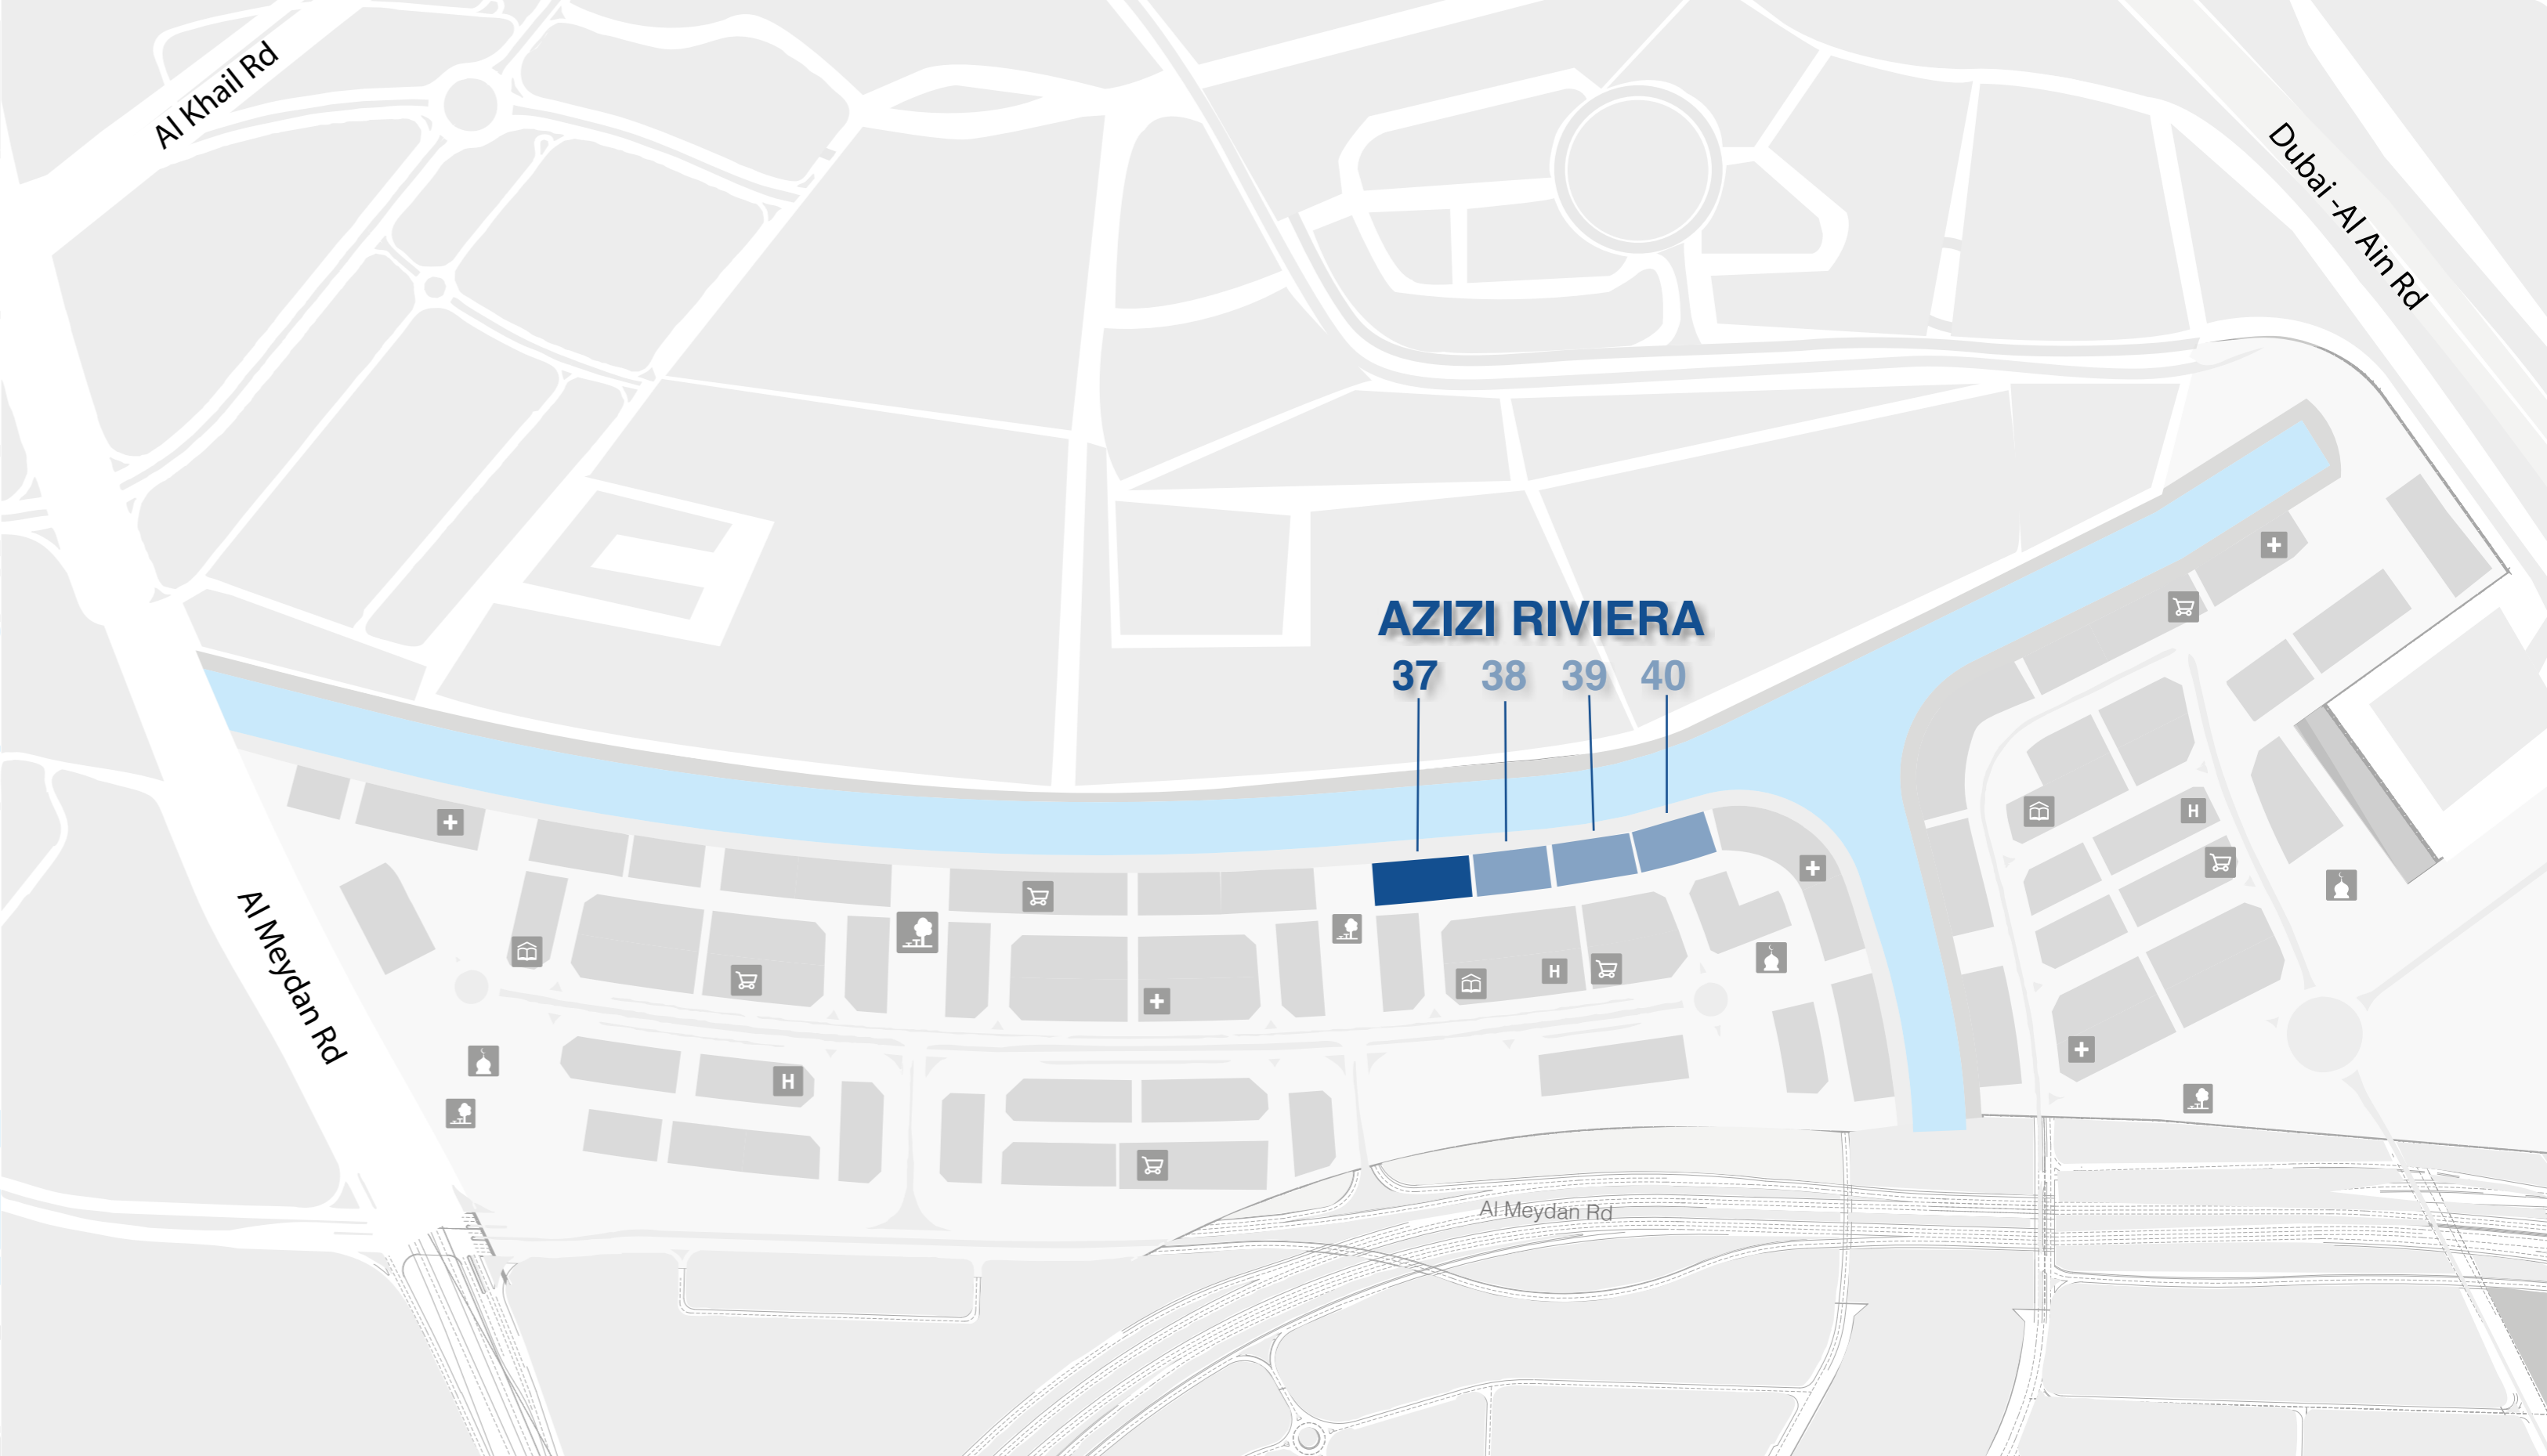 Al Khail Rd
Dubai -Al Ain Rd
AZIZI RIVIERA
37 38 39 40
H
H
H
Al Meydan Rd
Al Meydan Rd